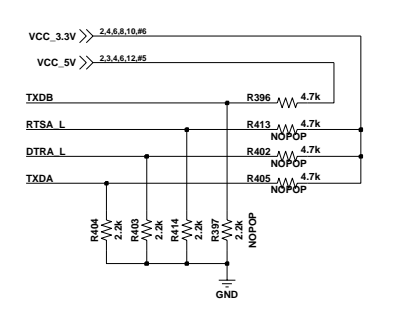 VCC_3.3V 2,4,6,8,10,#6
VCC_5V 2,3,4,6,12,#5
TXDB R396 4.7k
RTSA_L R413 4.7k
NOPOP
DTRA_L R402 4.7k
NOPOP
TXDA R405 4.7k
NOPOP
R404 2.2k
R403 2.2k
R414 2.2k
R397 2.2k NOPOP
GND